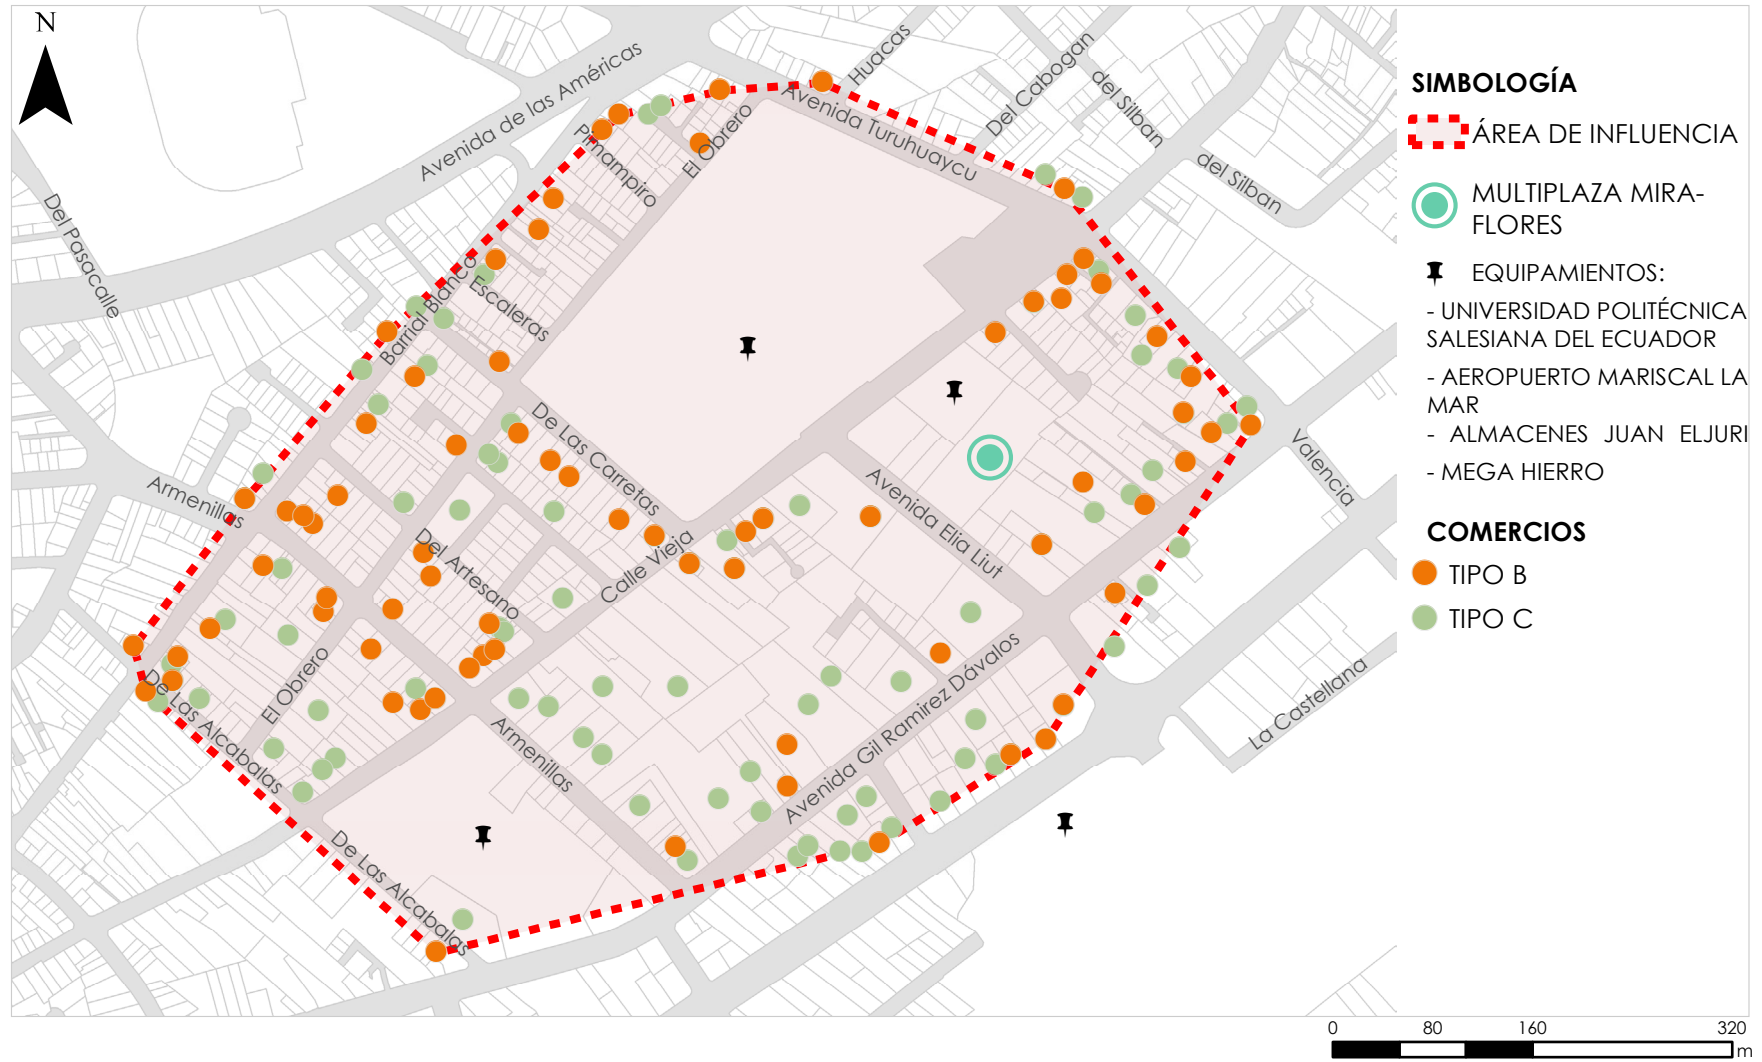 N
Avenida de las Américas
Huacas
Del Cabogan
del Silban
del Silban
Avenida Turuhuaycu
El Obrero
Pimampiro
Del Pasacalle
Barrial Blanco
Escaleras
De Las Carretas
Valencia
Armenillas
Avenida Elia Liut
Del Artesano
Calle Vieja
El Obrero
De Las Alcabalas
Armenillas
Avenida Gil Ramirez Dávalos
La Castellana
De Las Alcabalas
SIMBOLOGÍA
ÁREA DE INFLUENCIA
MULTIPLAZA MIRA-
FLORES
EQUIPAMIENTOS:
- UNIVERSIDAD POLITÉCNICA
SALESIANA DEL ECUADOR
- AEROPUERTO MARISCAL LA
MAR
- ALMACENES JUAN ELJURI
- MEGA HIERRO
COMERCIOS
TIPO B
TIPO C
0 80 160 320
m